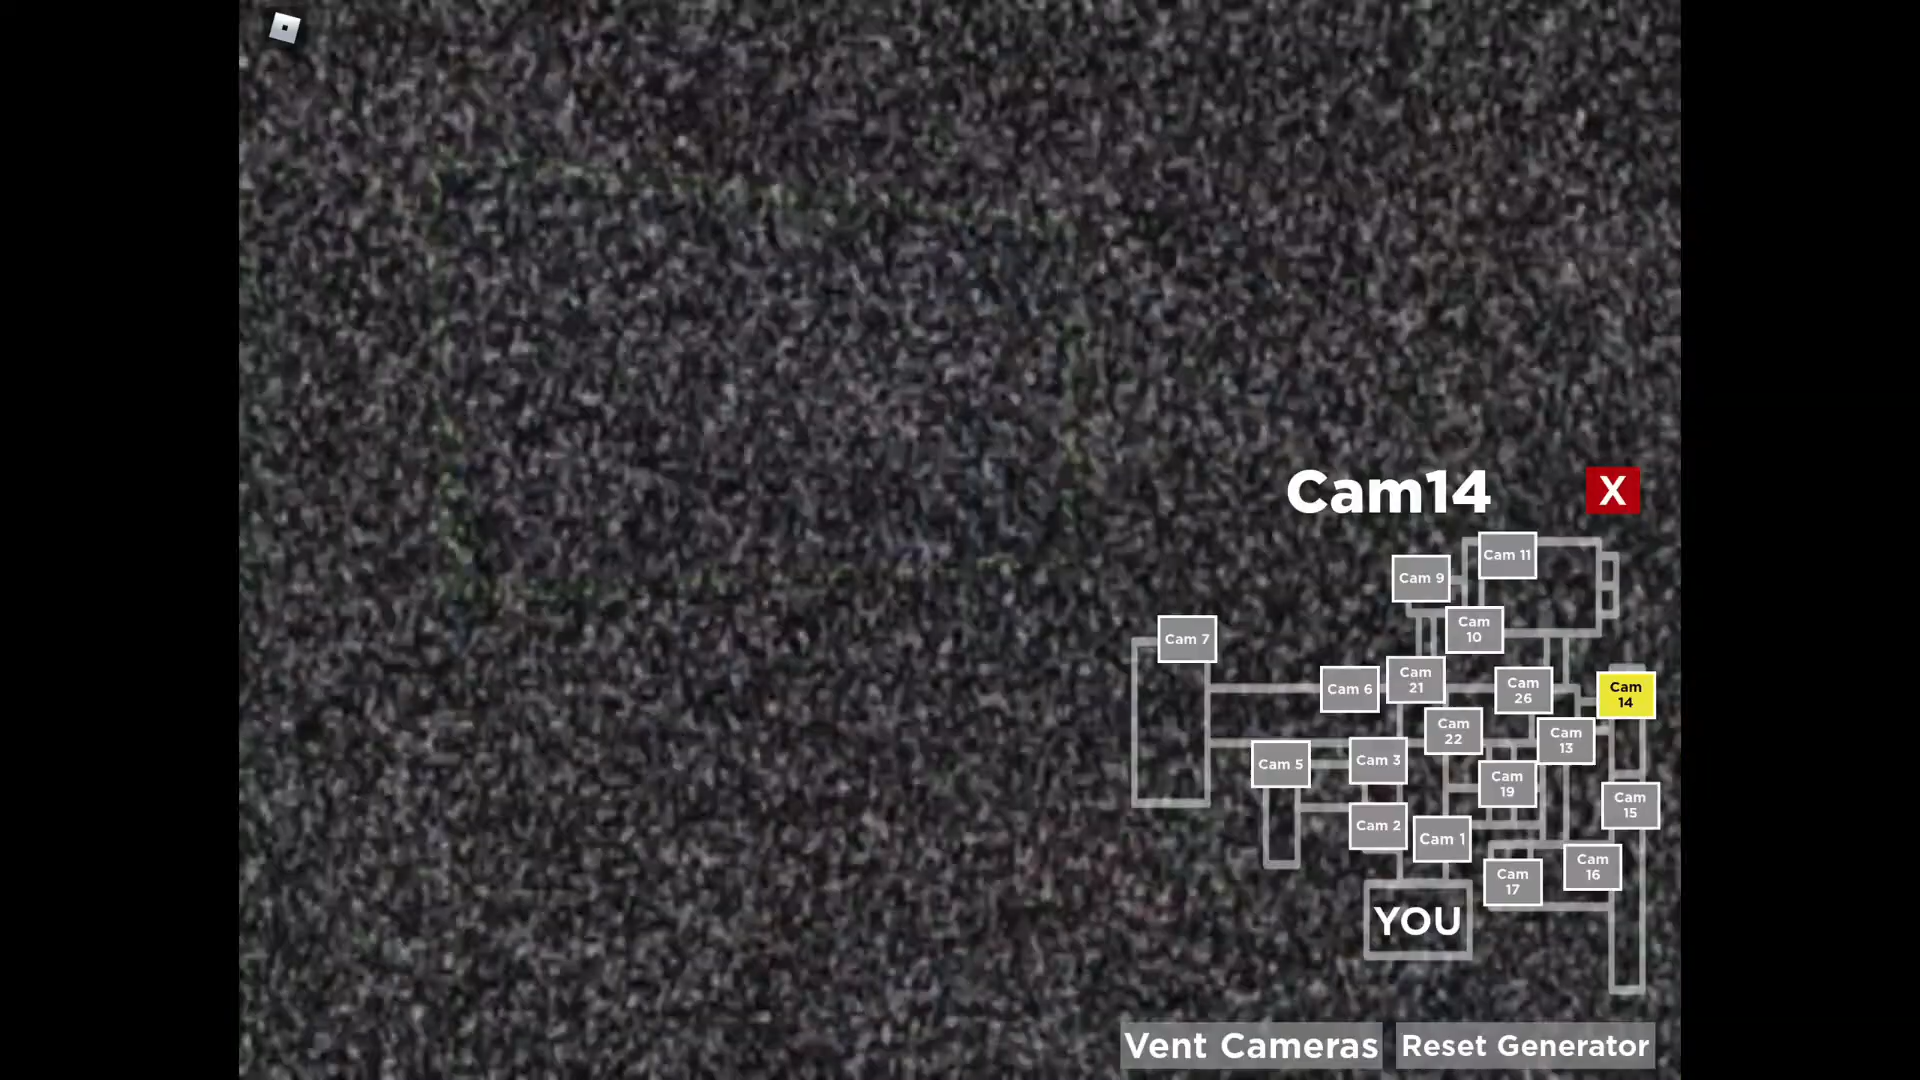 Cam14
X
Cam 11
Cam 9
Cam
10
Cam 7
Cam 6
Cam
21
Cam
26
Cam
14
Cam
22
Cam
13
Cam 5
Cam 3
Cam
19
Cam
15
Cam 2
Cam 1
Cam
16
Cam
17
YOU
Vent Cameras
Reset Generator